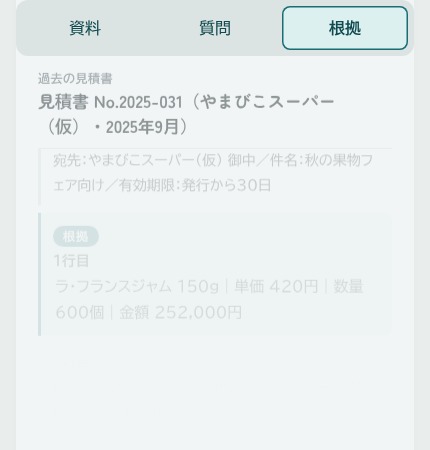 資料
質問
根拠
過去の見積書
見積書 No.2025-031（やまびこスーパー
（仮）・2025年9月）
宛先：やまびこスーパー（仮） 御中／件名：秋の果物フ
ェア向け／有効期限：発行から30日
根拠
1行目
ラ・フランスジャム 150g｜単価 420円｜数量
600個｜金額 252,000円